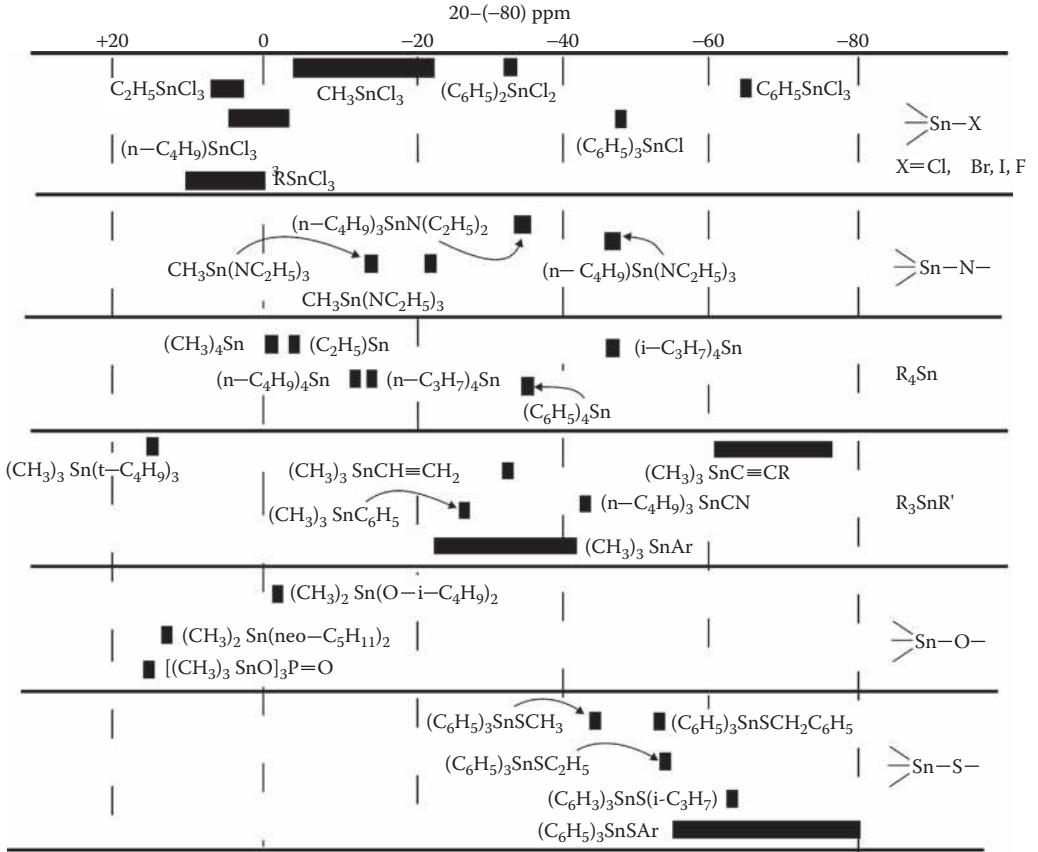 20–(−80) ppm
+20 0 −20 −40 −60 −80
C₂H₅SnCl₃
CH₃SnCl₃
(C₆H₅)₂SnCl₂
C₆H₅SnCl₃
(n−C₄H₉)SnCl₃
(C₆H₅)₃SnCl
Sn−X
X=Cl, Br, I, F
³RSnCl₃
(n−C₄H₉)₃SnN(C₂H₅)₂
CH₃Sn(NC₂H₅)₃
(n− C₄H₉)Sn(NC₂H₅)₃
Sn−N−
CH₃Sn(NC₂H₅)₃
(CH₃)₄Sn
(C₂H₅)Sn
(i−C₃H₇)₄Sn
(n−C₄H₉)₄Sn
(n−C₃H₇)₄Sn
R₄Sn
(C₆H₅)₄Sn
(CH₃)₃ Sn(t−C₄H₉)₃
(CH₃)₃ SnCH≡CH₂
(CH₃)₃ SnC≡CR
(CH₃)₃ SnC₆H₅
(n−C₄H₉)₃ SnCN
R₃SnR'
(CH₃)₃ SnAr
(CH₃)₂ Sn(O−i−C₄H₉)₂
(CH₃)₂ Sn(neo−C₅H₁₁)₂
Sn−O−
[(CH₃)₃ SnO]₃P=O
(C₆H₅)₃SnSCH₃
(C₆H₅)₃SnSCH₂C₆H₅
(C₆H₅)₃SnSC₂H₅
Sn−S−
(C₆H₃)₃SnS(i-C₃H₇)
(C₆H₅)₃SnSAr